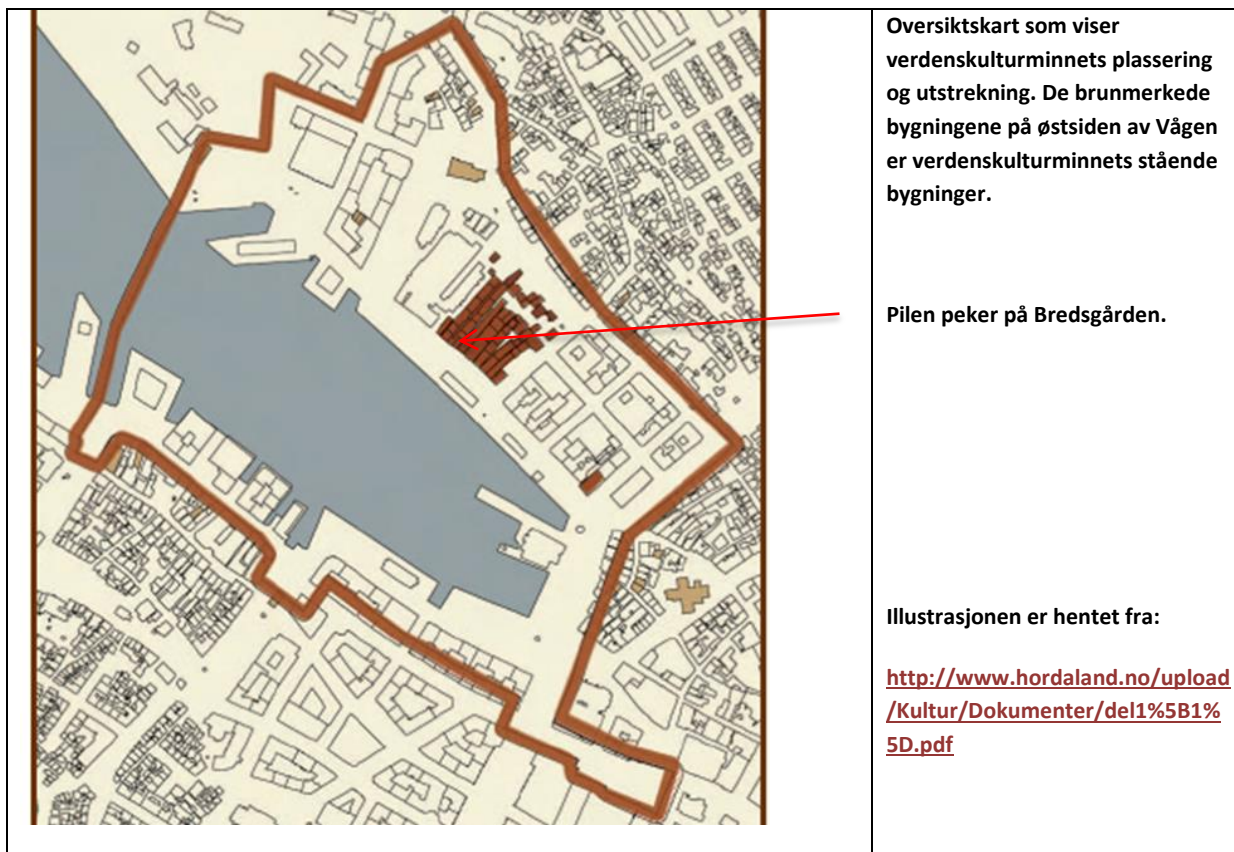 Oversiktskart som viser
verdenskulturminnets plassering
og utstrekning. De brunmerkede
bygningene på østsiden av Vågen
er verdenskulturminnets stående
bygninger.
Pilen peker på Bredsgården.
Illustrasjonen er hentet fra:
http://www.hordaland.no/upload
/Kultur/Dokumenter/del1%5B1%
5D.pdf